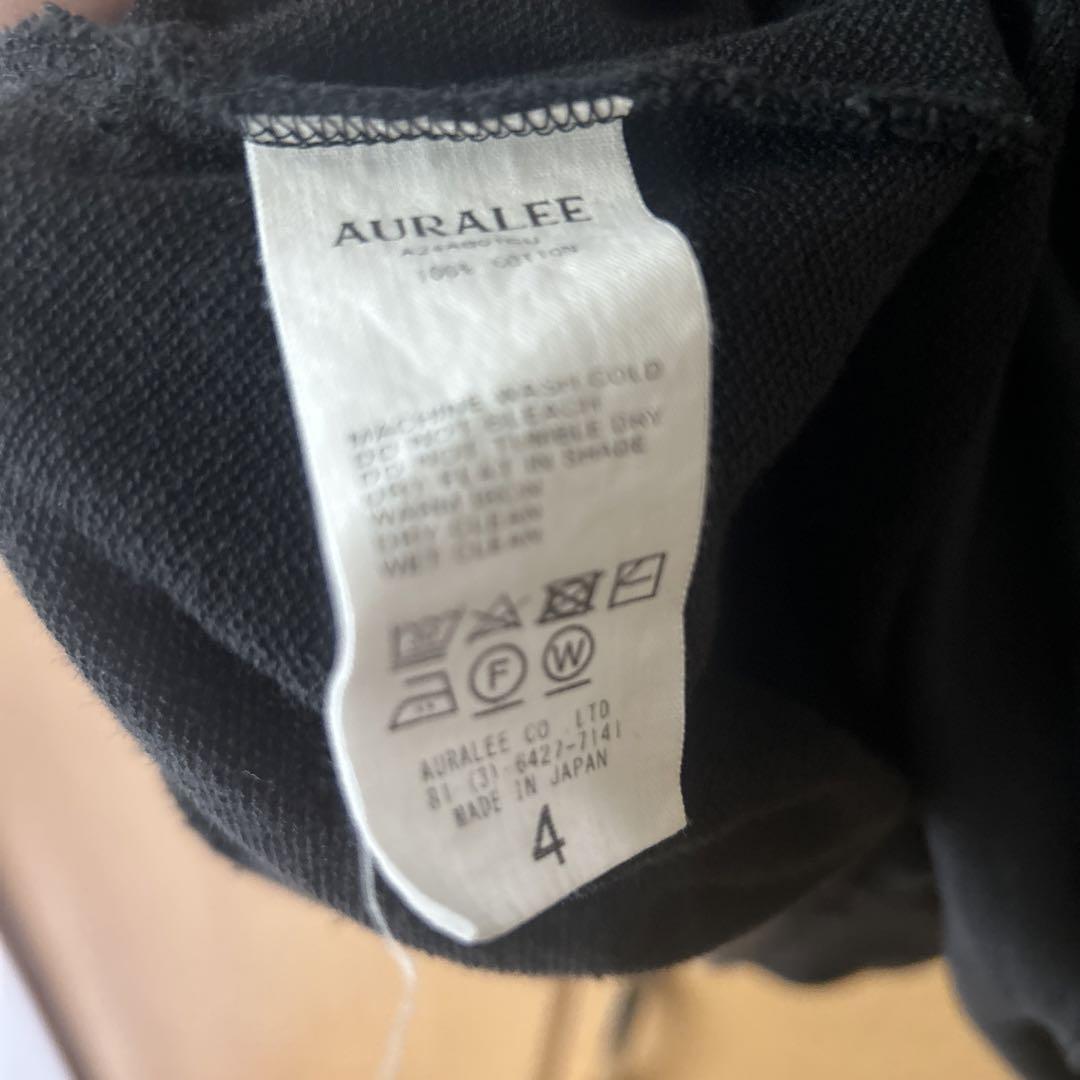 AURALEE
100% COTTON
MACHINE WASH COLD
DO NOT BLEACH
DO NOT TUMBLE DRY
DRY FLAT IN SHADE
WARM IRON
DRY CLEAN
WET CLEAN
F W
AURALEE CO LTD
81 (3) 6427-7141
MADE IN JAPAN
4